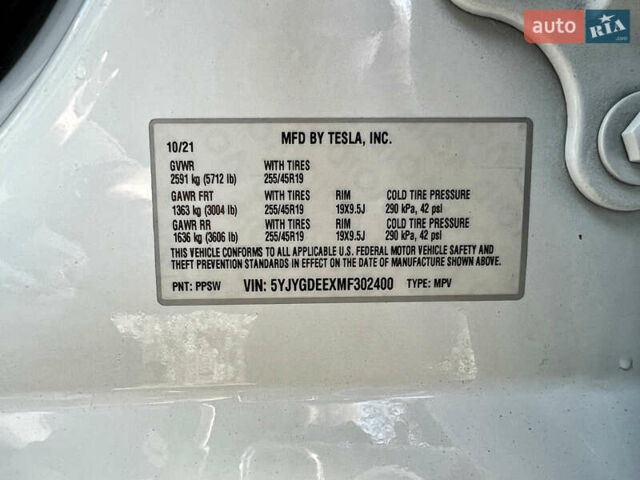 auto RIA.com
MFD BY TESLA, INC.
10/21
GVWR WITH TIRES
2591 kg (5712 lb) 255/45R19
GAWR FRT WITH TIRES RIM COLD TIRE PRESSURE
1363 kg (3004 lb) 255/45R19 19X9.5J 290 kPa, 42 psi
GAWR RR WITH TIRES RIM COLD TIRE PRESSURE
1636 kg (3606 lb) 255/45R19 19X9.5J 290 kPa, 42 psi
THIS VEHICLE CONFORMS TO ALL APPLICABLE U.S. FEDERAL MOTOR VEHICLE SAFETY AND
THEFT PREVENTION STANDARDS IN EFFECT ON THE DATE OF MANUFACTURE SHOWN ABOVE.
PNT: PPSW VIN: 5YJYGDEEXMF302400 TYPE: MPV